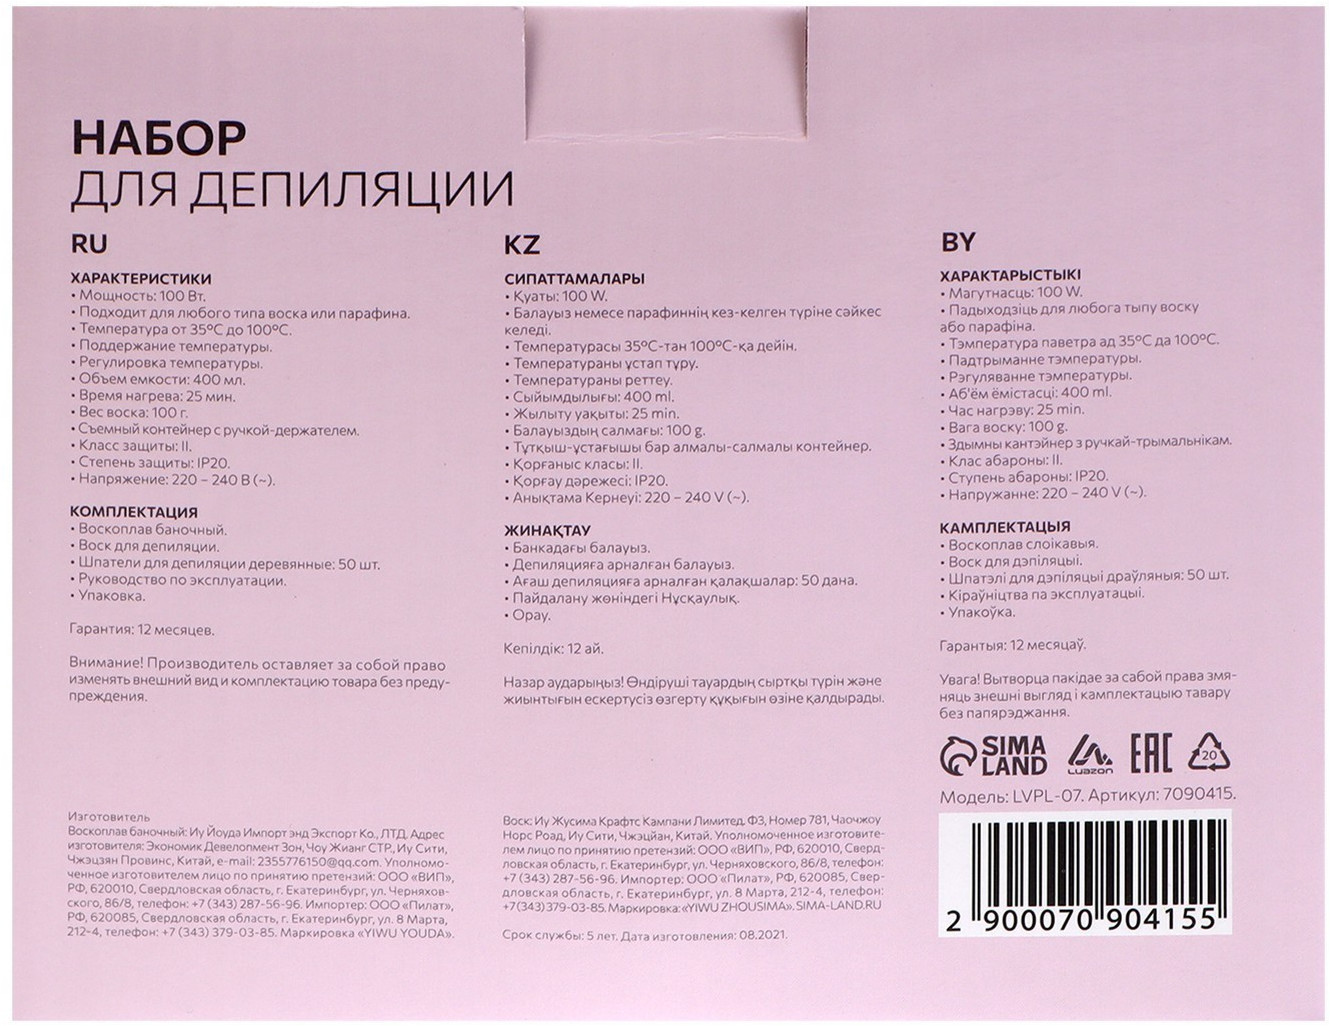 НАБОР
ДЛЯ ДЕПИЛЯЦИИ
RU
ХАРАКТЕРИСТИКИ
• Мощность: 100 Вт.
• Подходит для любого типа воска или парафина.
• Температура от 35°С до 100°С.
• Поддержание температуры.
• Регулировка температуры.
• Объем емкости: 400 мл.
• Время нагрева: 25 мин.
• Вес воска: 100 г.
• Съемный контейнер с ручкой-держателем.
• Класс защиты: II.
• Степень защиты: IP20.
• Напряжение: 220 – 240 В (~).
КОМПЛЕКТАЦИЯ
• Воскоплав баночный.
• Воск для депиляции.
• Шпатели для депиляции деревянные: 50 шт.
• Руководство по эксплуатации.
• Упаковка.
Гарантия: 12 месяцев.
Внимание! Производитель оставляет за собой право
изменять внешний вид и комплектацию товара без преду-
преждения.
Изготовитель
Воскоплав баночный: Иу Йоуда Импорт энд Экспорт Ко., ЛТД. Адрес
изготовителя: Экономик Девелопмент Зон, Чоу Жианг СТР., Иу Сити,
Чжэцзян Провинс, Китай, e-mail: 2355776150@qq.com. Уполномо-
ченное изготовителем лицо по принятию претензий: ООО «ВИП»,
РФ, 620010, Свердловская область, г. Екатеринбург, ул. Черняхов-
ского, 86/8, телефон: +7 (343) 287-56-96. Импортер: ООО «Пилат»,
РФ, 620085, Свердловская область, г. Екатеринбург, ул. 8 Марта,
212-4, телефон: +7 (343) 379-03-85. Маркировка «YIWU YOUDA».
KZ
СИПАТТАМАЛАРЫ
• Қуаты: 100 W.
• Балауыз немесе парафиннің кез-келген түріне сәйкес
келеді.
• Температурасы 35°С-тан 100°С-қа дейін.
• Температураны ұстап тұру.
• Температураны реттеу.
• Сыйымдылығы: 400 ml.
• Жылыту уақыты: 25 min.
• Балауыздың салмағы: 100 g.
• Тұтқыш-ұстағышы бар алмалы-салмалы контейнер.
• Қорғаныс класы: II.
• Қорғау дәрежесі: IP20.
• Анықтама Кернеуі: 220 – 240 V (~).
ЖИНАҚТАУ
• Банкадағы балауыз.
• Депиляцияға арналған балауыз.
• Ағаш депиляцияға арналған қалақшалар: 50 дана.
• Пайдалану жөніндегі Нұсқаулық.
• Орау.
Кепілдік: 12 ай.
Назар аударыңыз! Өндіруші тауардың сыртқы түрін және
жиынтығын ескертусіз өзгерту құқығын өзіне қалдырады.
Воск: Иу Жусима Крафтс Кампани Лимитед. Ф3, Номер 781, Чаочжоу
Норс Роад, Иу Сити, Чжэцйан, Китай. Уполномоченное изготовите-
лем лицо по принятию претензий: ООО «ВИП», РФ, 620010, Сверд-
ловская область, г. Екатеринбург, ул. Черняховского, 86/8, телефон:
+7 (343) 287-56-96. Импортер: ООО «Пилат», РФ, 620085, Свер-
дловская область, г. Екатеринбург, ул. 8 Марта, 212-4, телефон:
+7 (343) 379-03-85. Маркировка: «YIWU ZHOUSIMA». SIMA-LAND.RU
Срок службы: 5 лет. Дата изготовления: 08.2021.
BY
ХАРАКТАРЫСТЫКІ
• Магутнасць: 100 W.
• Падыходзіць для любога тыпу воску
або парафіна.
• Тэмпература паветра ад 35°С да 100°С.
• Падтрыманне тэмпературы.
• Рэгуляванне тэмпературы.
• Аб'ём ёмістасці: 400 ml.
• Час нагрэву: 25 min.
• Вага воску: 100 g.
• Здымны кантэйнер з ручкай-трымальнікам.
• Клас абароны: II.
• Ступень абароны: IP20.
• Напружанне: 220 – 240 V (~).
КАМПЛЕКТАЦЫЯ
• Воскоплав слоікавыя.
• Воск для дэпіляцыі.
• Шпатэлі для дэпіляцыі драўляныя: 50 шт.
• Кіраўніцтва па эксплуатацыі.
• Упакоўка.
Гарантыя: 12 месяцаў.
Увага! Вытворца пакідае за сабой права змя-
няць знешні выгляд і камплектацыю тавару
без папярэджання.
SIMA LAND LUAZON EAC 20
Модель: LVPL-07. Артикул: 7090415.
2 900070 904155